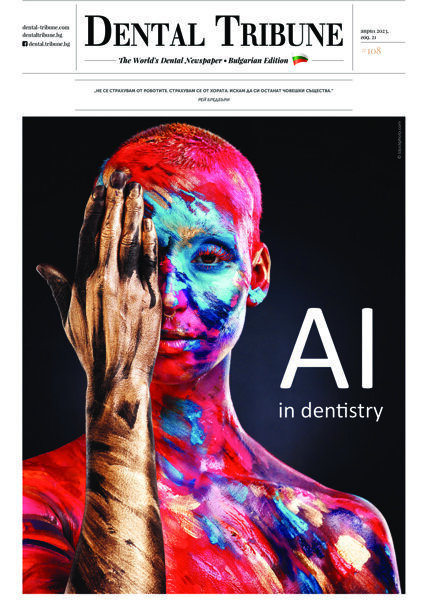 dental-tribune.com
dentaltribune.bg
dental.tribune.bg
DENTAL TRIBUNE
The World's Dental Newspaper • Bulgarian Edition
април 2023,
год. 21
#108
„НЕ СЕ СТРАХУВАМ ОТ РОБОТИТЕ. СТРАХУВАМ СЕ ОТ ХОРАТА. ИСКАМ ДА СИ ОСТАНАТ ЧОВЕШКИ СЪЩЕСТВА.“
РЕЙ БРЕДБЪРИ
AI
in dentistry